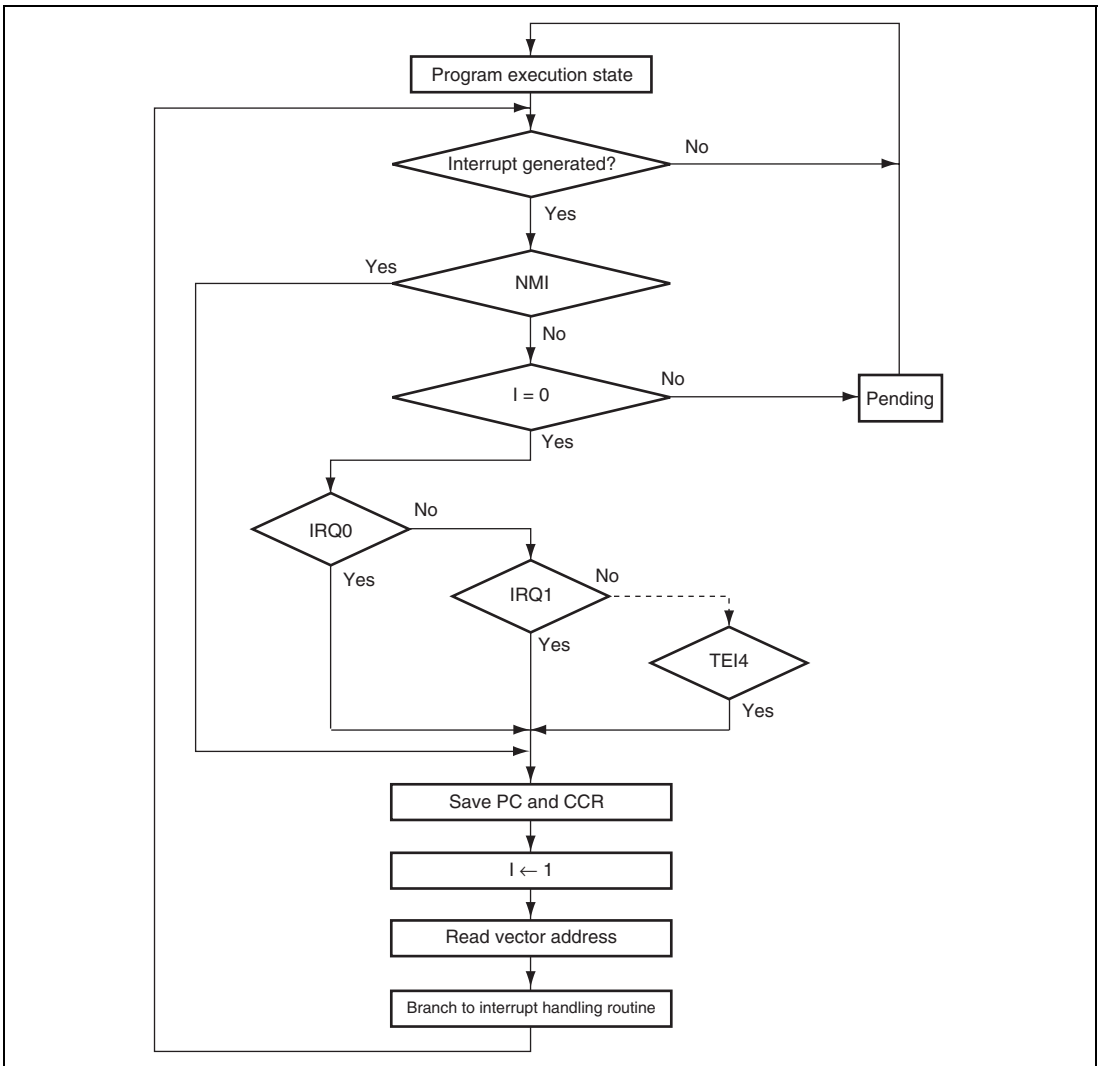 Program execution state
Interrupt generated?
No
Yes
Yes
NMI
No
I = 0
No
Pending
Yes
IRQ0
No
Yes
IRQ1
No
Yes
TEI4
Yes
Save PC and CCR
I ← 1
Read vector address
Branch to interrupt handling routine